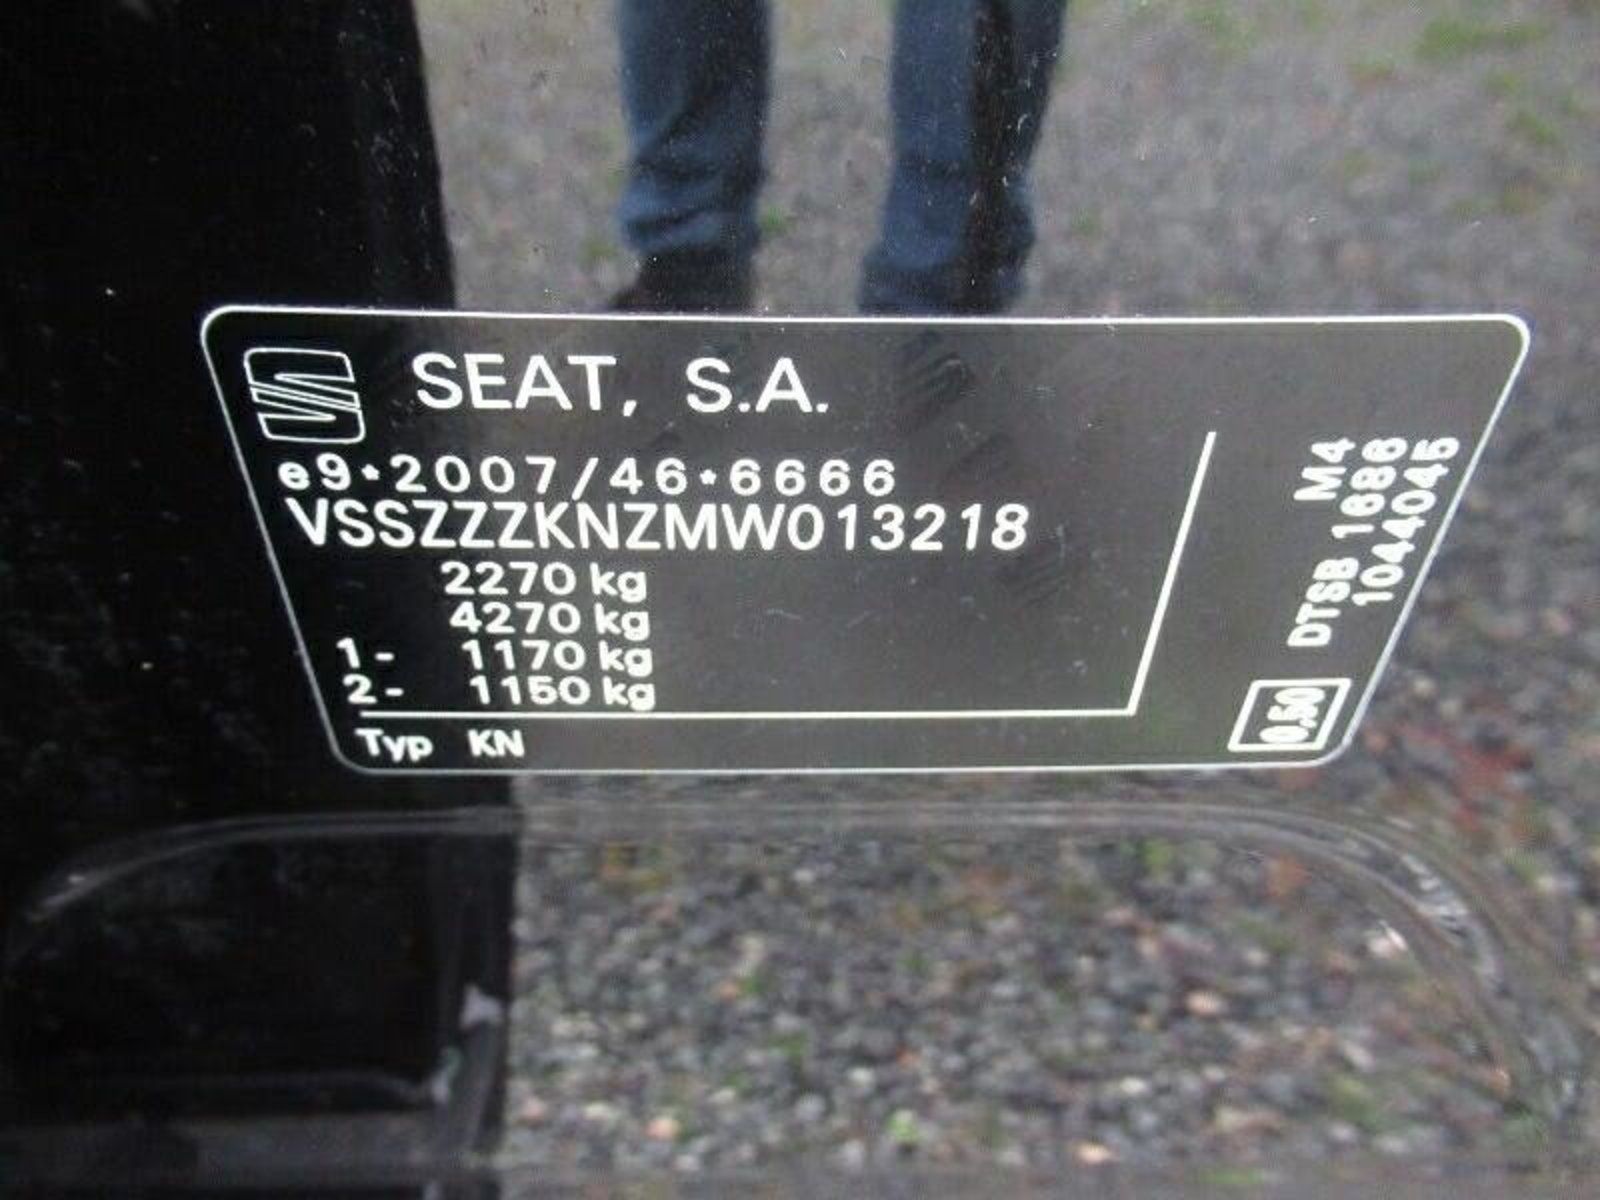 SEAT, S.A.
e9*2007/46*6666
VSSZZZKNZMW013218
2270 kg
4270 kg
1- 1170 kg
2- 1150 kg
Typ KN
M4
DTSB 1886
1044045
0,50